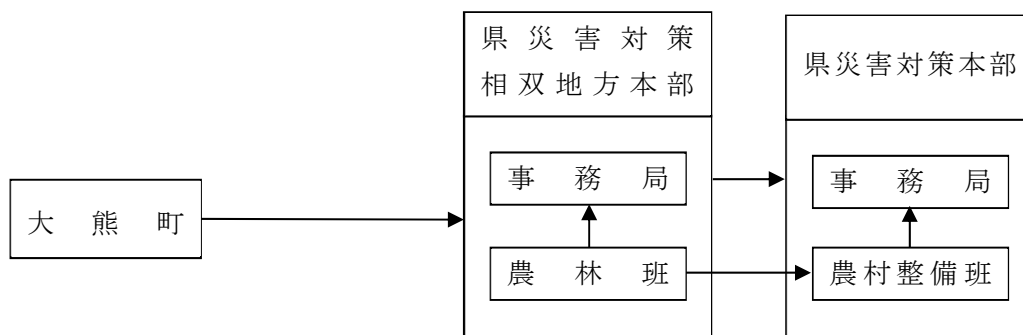 大熊町
県災害対策
相双地方本部
事務局
農林班
県災害対策本部
事務局
農村整備班